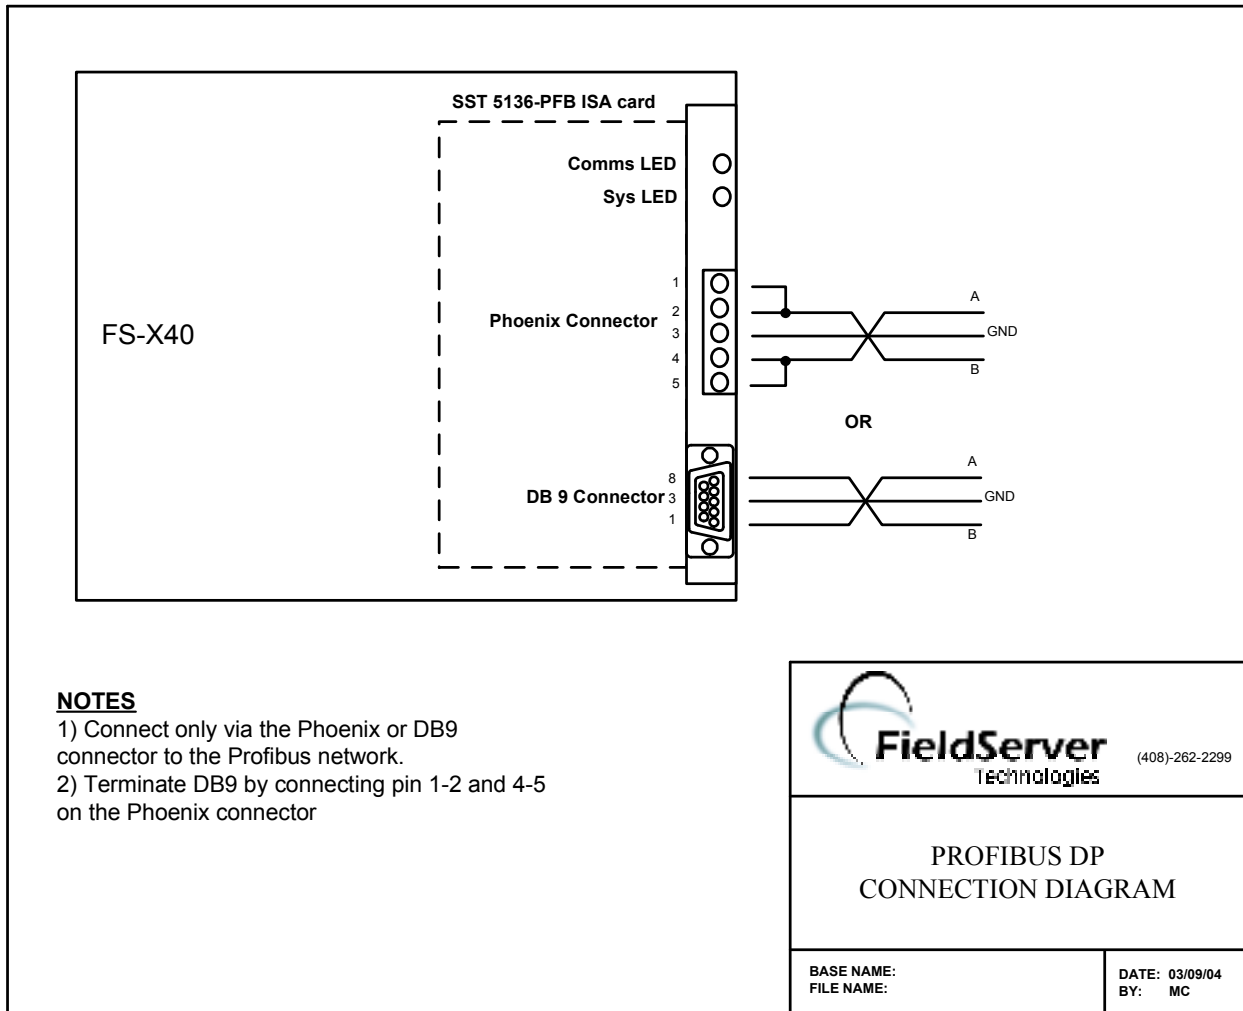 SST 5136-PFB ISA card
Comms LED
Sys LED
FS-X40
Phoenix Connector
1
2
3
4
5
A
GND
B
OR
DB 9 Connector
8
3
1
A
GND
B
NOTES
1) Connect only via the Phoenix or DB9
connector to the Profibus network.
2) Terminate DB9 by connecting pin 1-2 and 4-5
on the Phoenix connector
FieldServer
Technologies
(408)-262-2299
PROFIBUS DP
CONNECTION DIAGRAM
BASE NAME:
FILE NAME:
DATE: 03/09/04
BY: MC